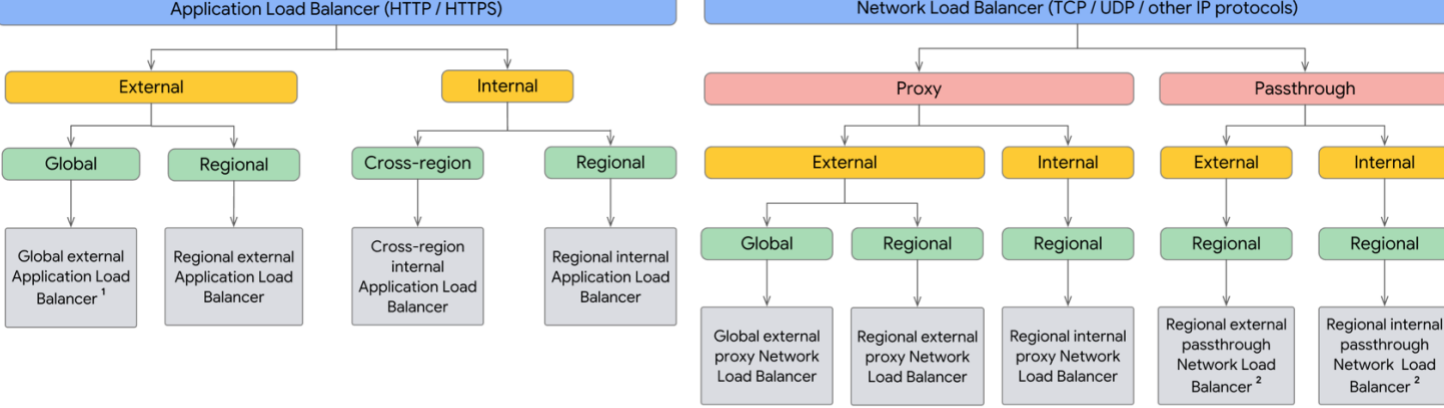 Application Load Balancer (HTTP / HTTPS)
Network Load Balancer (TCP / UDP / other IP protocols)
External
Internal
Proxy
Passthrough
Global
Regional
Cross-region
Regional
External
Internal
External
Internal
Global external
Application Load
Balancer ¹
Regional external
Application Load
Balancer
Cross-region
internal
Application Load
Balancer
Regional internal
Application Load
Balancer
Global
Regional
Regional
Regional
Regional
Global external
proxy Network
Load Balancer
Regional external
proxy Network
Load Balancer
Regional internal
proxy Network
Load Balancer
Regional external
passthrough
Network Load
Balancer ²
Regional internal
passthrough
Network Load
Balancer ²